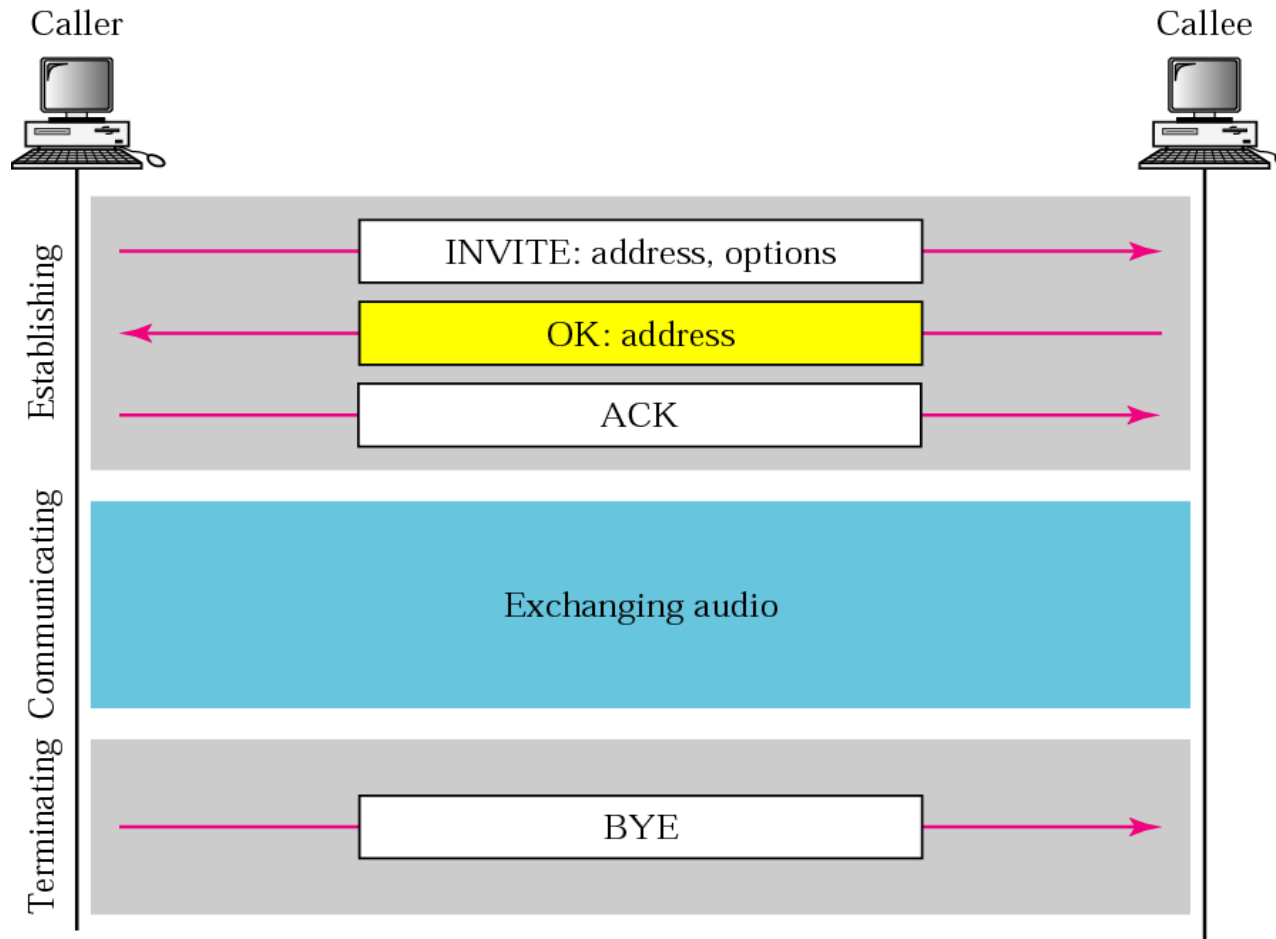 Caller
Callee
Establishing
INVITE: address, options
OK: address
ACK
Communicating
Exchanging audio
Terminating
BYE